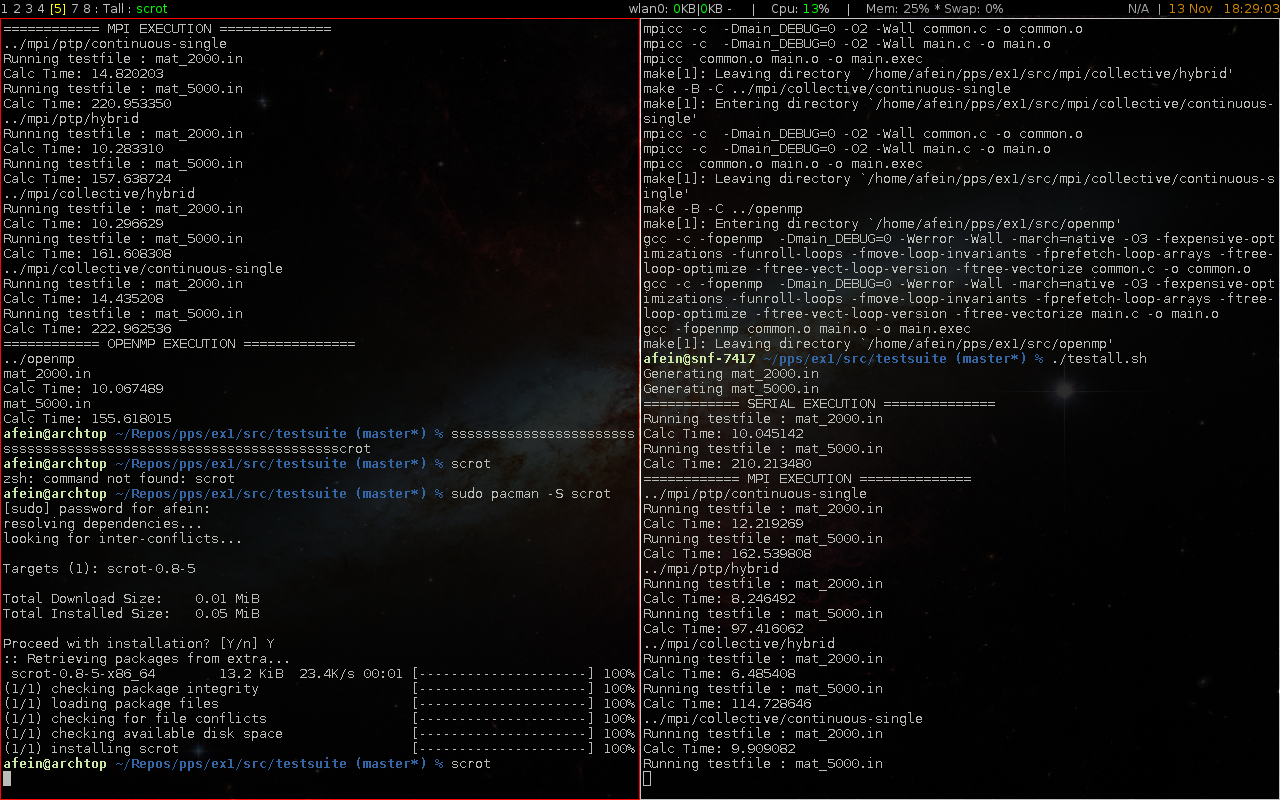 1 2 3 4 [5] 7 8 : Tall : scrot
wlan0: 0KB|0KB - | Cpu: 13% | Mem: 25% * Swap: 0%
N/A | 13 Nov 18:29:03
============ MPI EXECUTION ==============
../mpi/ptp/continuous-single
Running testfile : mat_2000.in
Calc Time: 14.820203
Running testfile : mat_5000.in
Calc Time: 220.953350
../mpi/ptp/hybrid
Running testfile : mat_2000.in
Calc Time: 10.283310
Running testfile : mat_5000.in
Calc Time: 157.638724
../mpi/collective/hybrid
Running testfile : mat_2000.in
Calc Time: 10.296629
Running testfile : mat_5000.in
Calc Time: 161.608308
../mpi/collective/continuous-single
Running testfile : mat_2000.in
Calc Time: 14.435208
Running testfile : mat_5000.in
Calc Time: 222.962536
============ OPENMP EXECUTION ==============
../openmp
mat_2000.in
Calc Time: 10.067489
mat_5000.in
Calc Time: 155.618015
afein@archtop ~/Repos/pps/ex1/src/testsuite (master*) % sssssssssssssssssssssss
ssssssssssssssssssssssssssssssssssssssssscrot
afein@archtop ~/Repos/pps/ex1/src/testsuite (master*) % scrot
zsh: command not found: scrot
afein@archtop ~/Repos/pps/ex1/src/testsuite (master*) % sudo pacman -S scrot
[sudo] password for afein:
resolving dependencies...
looking for inter-conflicts...
Targets (1): scrot-0.8-5
Total Download Size:    0.01 MiB
Total Installed Size:   0.05 MiB
Proceed with installation? [Y/n] Y
:: Retrieving packages from extra...
scrot-0.8-5-x86_64        13.2 KiB  23.4K/s 00:01 [---------------------] 100%
(1/1) checking package integrity                   [---------------------] 100%
(1/1) loading package files                        [---------------------] 100%
(1/1) checking for file conflicts                  [---------------------] 100%
(1/1) checking available disk space                [---------------------] 100%
(1/1) installing scrot                             [---------------------] 100%
afein@archtop ~/Repos/pps/ex1/src/testsuite (master*) % scrot
mpicc -c  -Dmain_DEBUG=0 -O2 -Wall common.c -o common.o
mpicc -c  -Dmain_DEBUG=0 -O2 -Wall main.c -o main.o
mpicc  common.o main.o -o main.exec
make[1]: Leaving directory `/home/afein/pps/ex1/src/mpi/collective/hybrid'
make -B -C ../mpi/collective/continuous-single
make[1]: Entering directory `/home/afein/pps/ex1/src/mpi/collective/continuous-
single'
mpicc -c  -Dmain_DEBUG=0 -O2 -Wall common.c -o common.o
mpicc -c  -Dmain_DEBUG=0 -O2 -Wall main.c -o main.o
mpicc  common.o main.o -o main.exec
make[1]: Leaving directory `/home/afein/pps/ex1/src/mpi/collective/continuous-s
ingle'
make -B -C ../openmp
make[1]: Entering directory `/home/afein/pps/ex1/src/openmp'
gcc -c -fopenmp  -Dmain_DEBUG=0 -Werror -Wall -march=native -O3 -fexpensive-opt
imizations -funroll-loops -fmove-loop-invariants -fprefetch-loop-arrays -ftree-
loop-optimize -ftree-vect-loop-version -ftree-vectorize common.c -o common.o
gcc -c -fopenmp  -Dmain_DEBUG=0 -Werror -Wall -march=native -O3 -fexpensive-opt
imizations -funroll-loops -fmove-loop-invariants -fprefetch-loop-arrays -ftree-
loop-optimize -ftree-vect-loop-version -ftree-vectorize main.c -o main.o
gcc -fopenmp common.o main.o -o main.exec
make[1]: Leaving directory `/home/afein/pps/ex1/src/openmp'
afein@snf-7417 ~/pps/ex1/src/testsuite (master*) % ./testall.sh
Generating mat_2000.in
Generating mat_5000.in
============ SERIAL EXECUTION ==============
Running testfile : mat_2000.in
Calc Time: 10.045142
Running testfile : mat_5000.in
Calc Time: 210.213480
============ MPI EXECUTION ==============
../mpi/ptp/continuous-single
Running testfile : mat_2000.in
Calc Time: 12.219269
Running testfile : mat_5000.in
Calc Time: 162.539808
../mpi/ptp/hybrid
Running testfile : mat_2000.in
Calc Time: 8.246492
Running testfile : mat_5000.in
Calc Time: 97.416062
../mpi/collective/hybrid
Running testfile : mat_2000.in
Calc Time: 6.485408
Running testfile : mat_5000.in
Calc Time: 114.728646
../mpi/collective/continuous-single
Running testfile : mat_2000.in
Calc Time: 9.909082
Running testfile : mat_5000.in